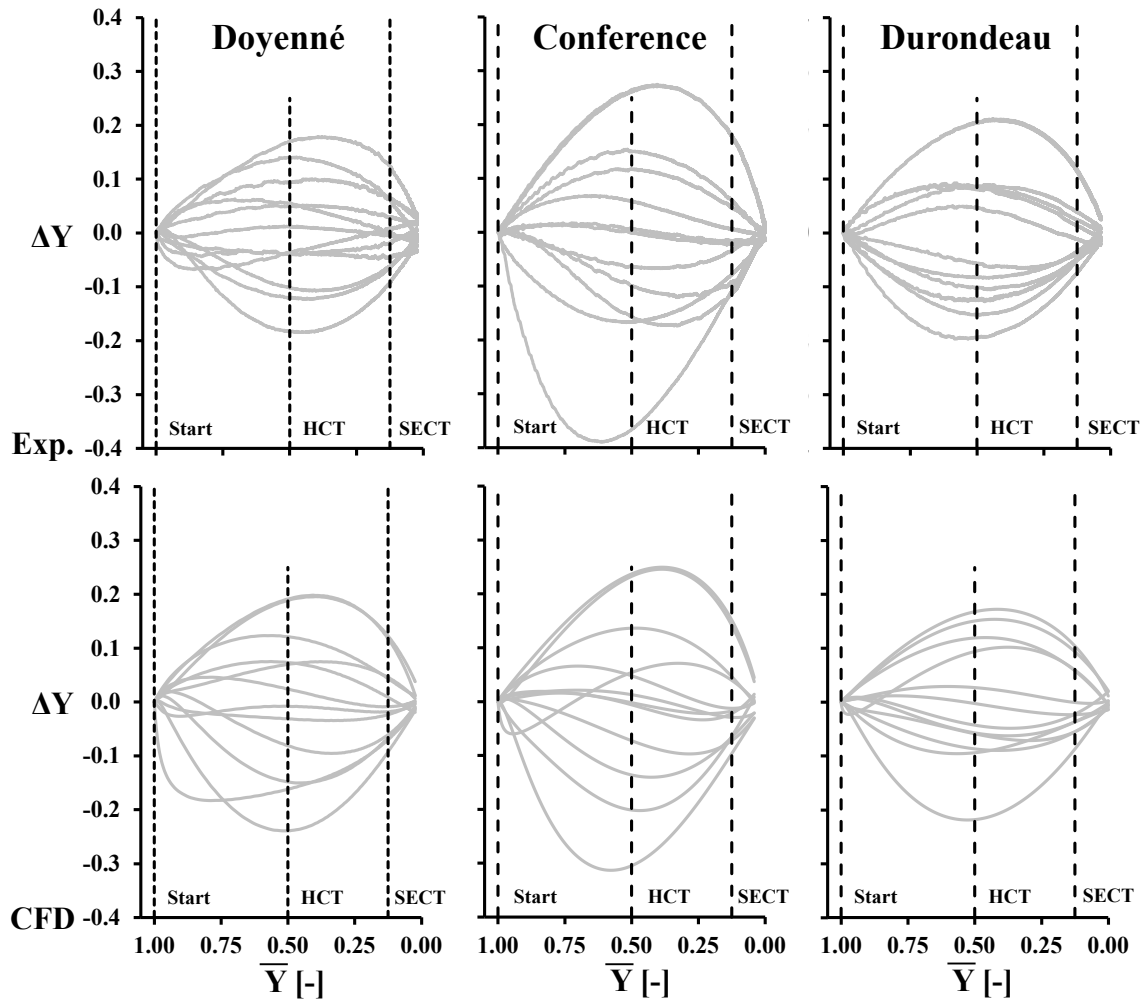 Doyenné Conference Durondeau
0.4
0.3
0.2
0.1
ΔY 0.0
-0.1
-0.2
-0.3
Start HCT SECT Start HCT SECT Start HCT SECT
Exp. -0.4
0.4
0.3
0.2
0.1
ΔY 0.0
-0.1
-0.2
-0.3
Start HCT SECT Start HCT SECT Start HCT SECT
CFD -0.4
1.00 0.75 0.50 0.25 0.00 1.00 0.75 0.50 0.25 0.00 1.00 0.75 0.50 0.25 0.00
Y̅ [-] Y̅ [-] Y̅ [-]